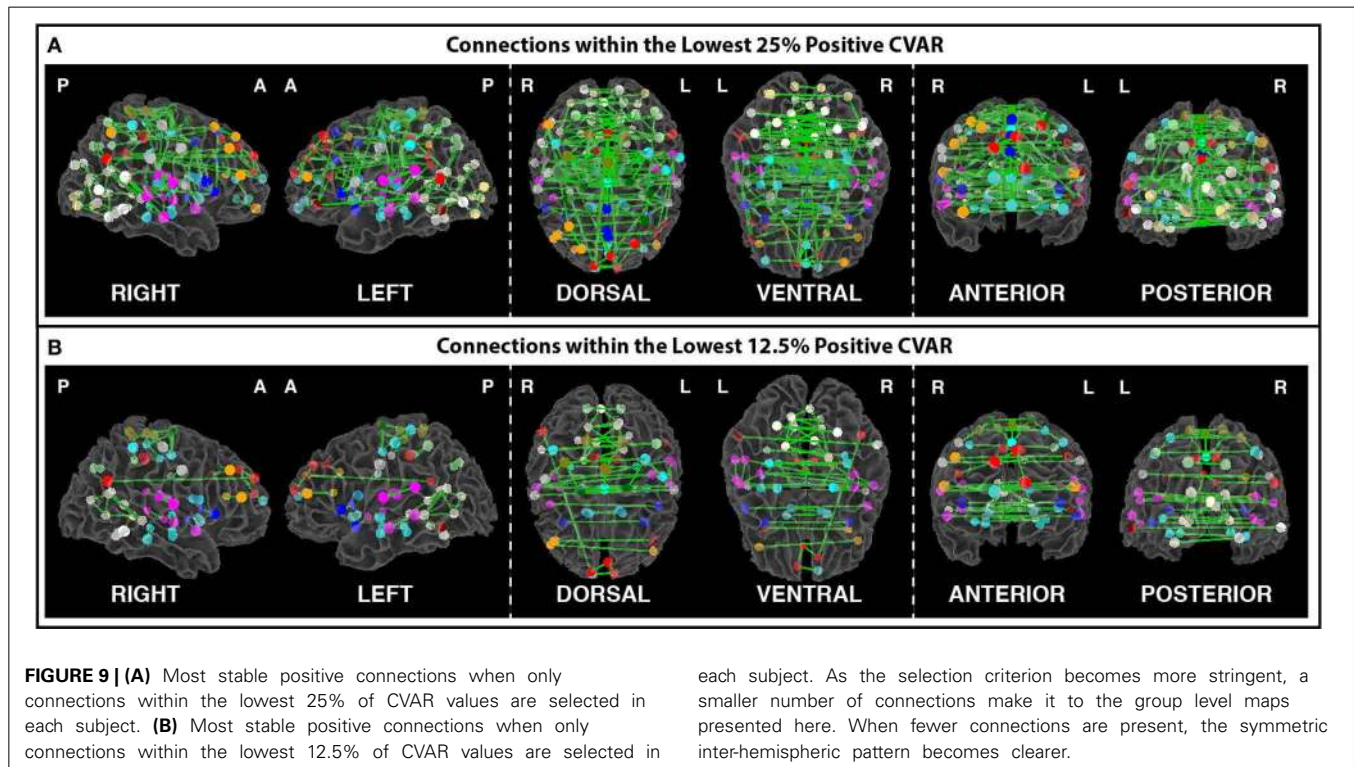 A
Connections within the Lowest 25% Positive CVAR
P A A P R L L R R L L R
RIGHT LEFT DORSAL VENTRAL ANTERIOR POSTERIOR
B
Connections within the Lowest 12.5% Positive CVAR
P A A P R L L R R L L R
RIGHT LEFT DORSAL VENTRAL ANTERIOR POSTERIOR
FIGURE 9 | (A) Most stable positive connections when only
connections within the lowest 25% of CVAR values are selected in
each subject. (B) Most stable positive connections when only
connections within the lowest 12.5% of CVAR values are selected in
each subject. As the selection criterion becomes more stringent, a
smaller number of connections make it to the group level maps
presented here. When fewer connections are present, the symmetric
inter-hemispheric pattern becomes clearer.